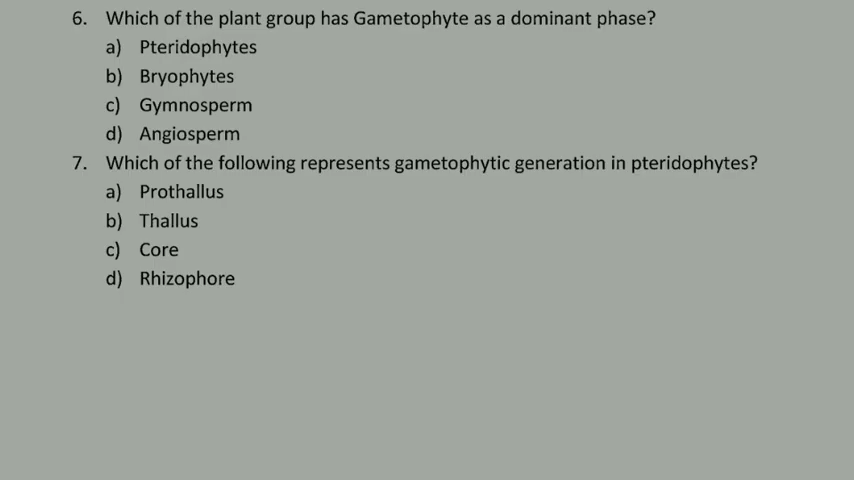 6. Which of the plant group has Gametophyte as a dominant phase?
a) Pteridophytes
b) Bryophytes
c) Gymnosperm
d) Angiosperm
7. Which of the following represents gametophytic generation in pteridophytes?
a) Prothallus
b) Thallus
c) Core
d) Rhizophore